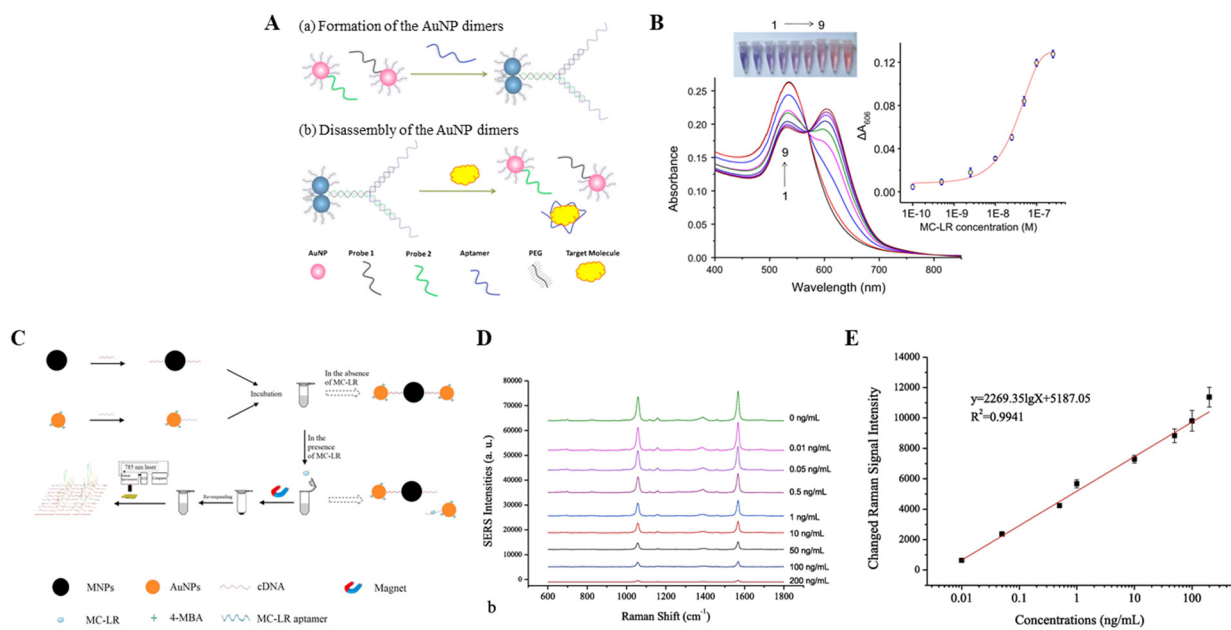 A
(a) Formation of the AuNP dimers
(b) Disassembly of the AuNP dimers
AuNP Probe 1 Probe 2 Aptamer PEG Target Molecule
B
1 → 9
Absorbance
0.25
0.20
0.15
0.10
0.05
0.00
9
1
400 500 600 700 800
Wavelength (nm)
ΔA606
0.12
0.08
0.04
0.00
1E-10 1E-9 1E-8 1E-7
MC-LR concentration (M)
C
Incubation
In the absence
of MC-LR
In the
presence
of MC-LR
785 nm laser
Re-suspending
MNPs AuNPs cDNA Magnet
MC-LR 4-MBA MC-LR aptamer
D
SERS Intensities (a. u.)
80000
70000
60000
50000
40000
30000
20000
10000
0
0 ng/mL
0.01 ng/mL
0.05 ng/mL
0.5 ng/mL
1 ng/mL
10 ng/mL
50 ng/mL
100 ng/mL
200 ng/mL
600 800 1000 1200 1400 1600 1800
Raman Shift (cm-1)
b
E
Changed Raman Signal Intensity
14000
12000
10000
8000
6000
4000
2000
0
y=2269.35lgX+5187.05
R²=0.9941
0.01 0.1 1 10 100
Concentrations (ng/mL)